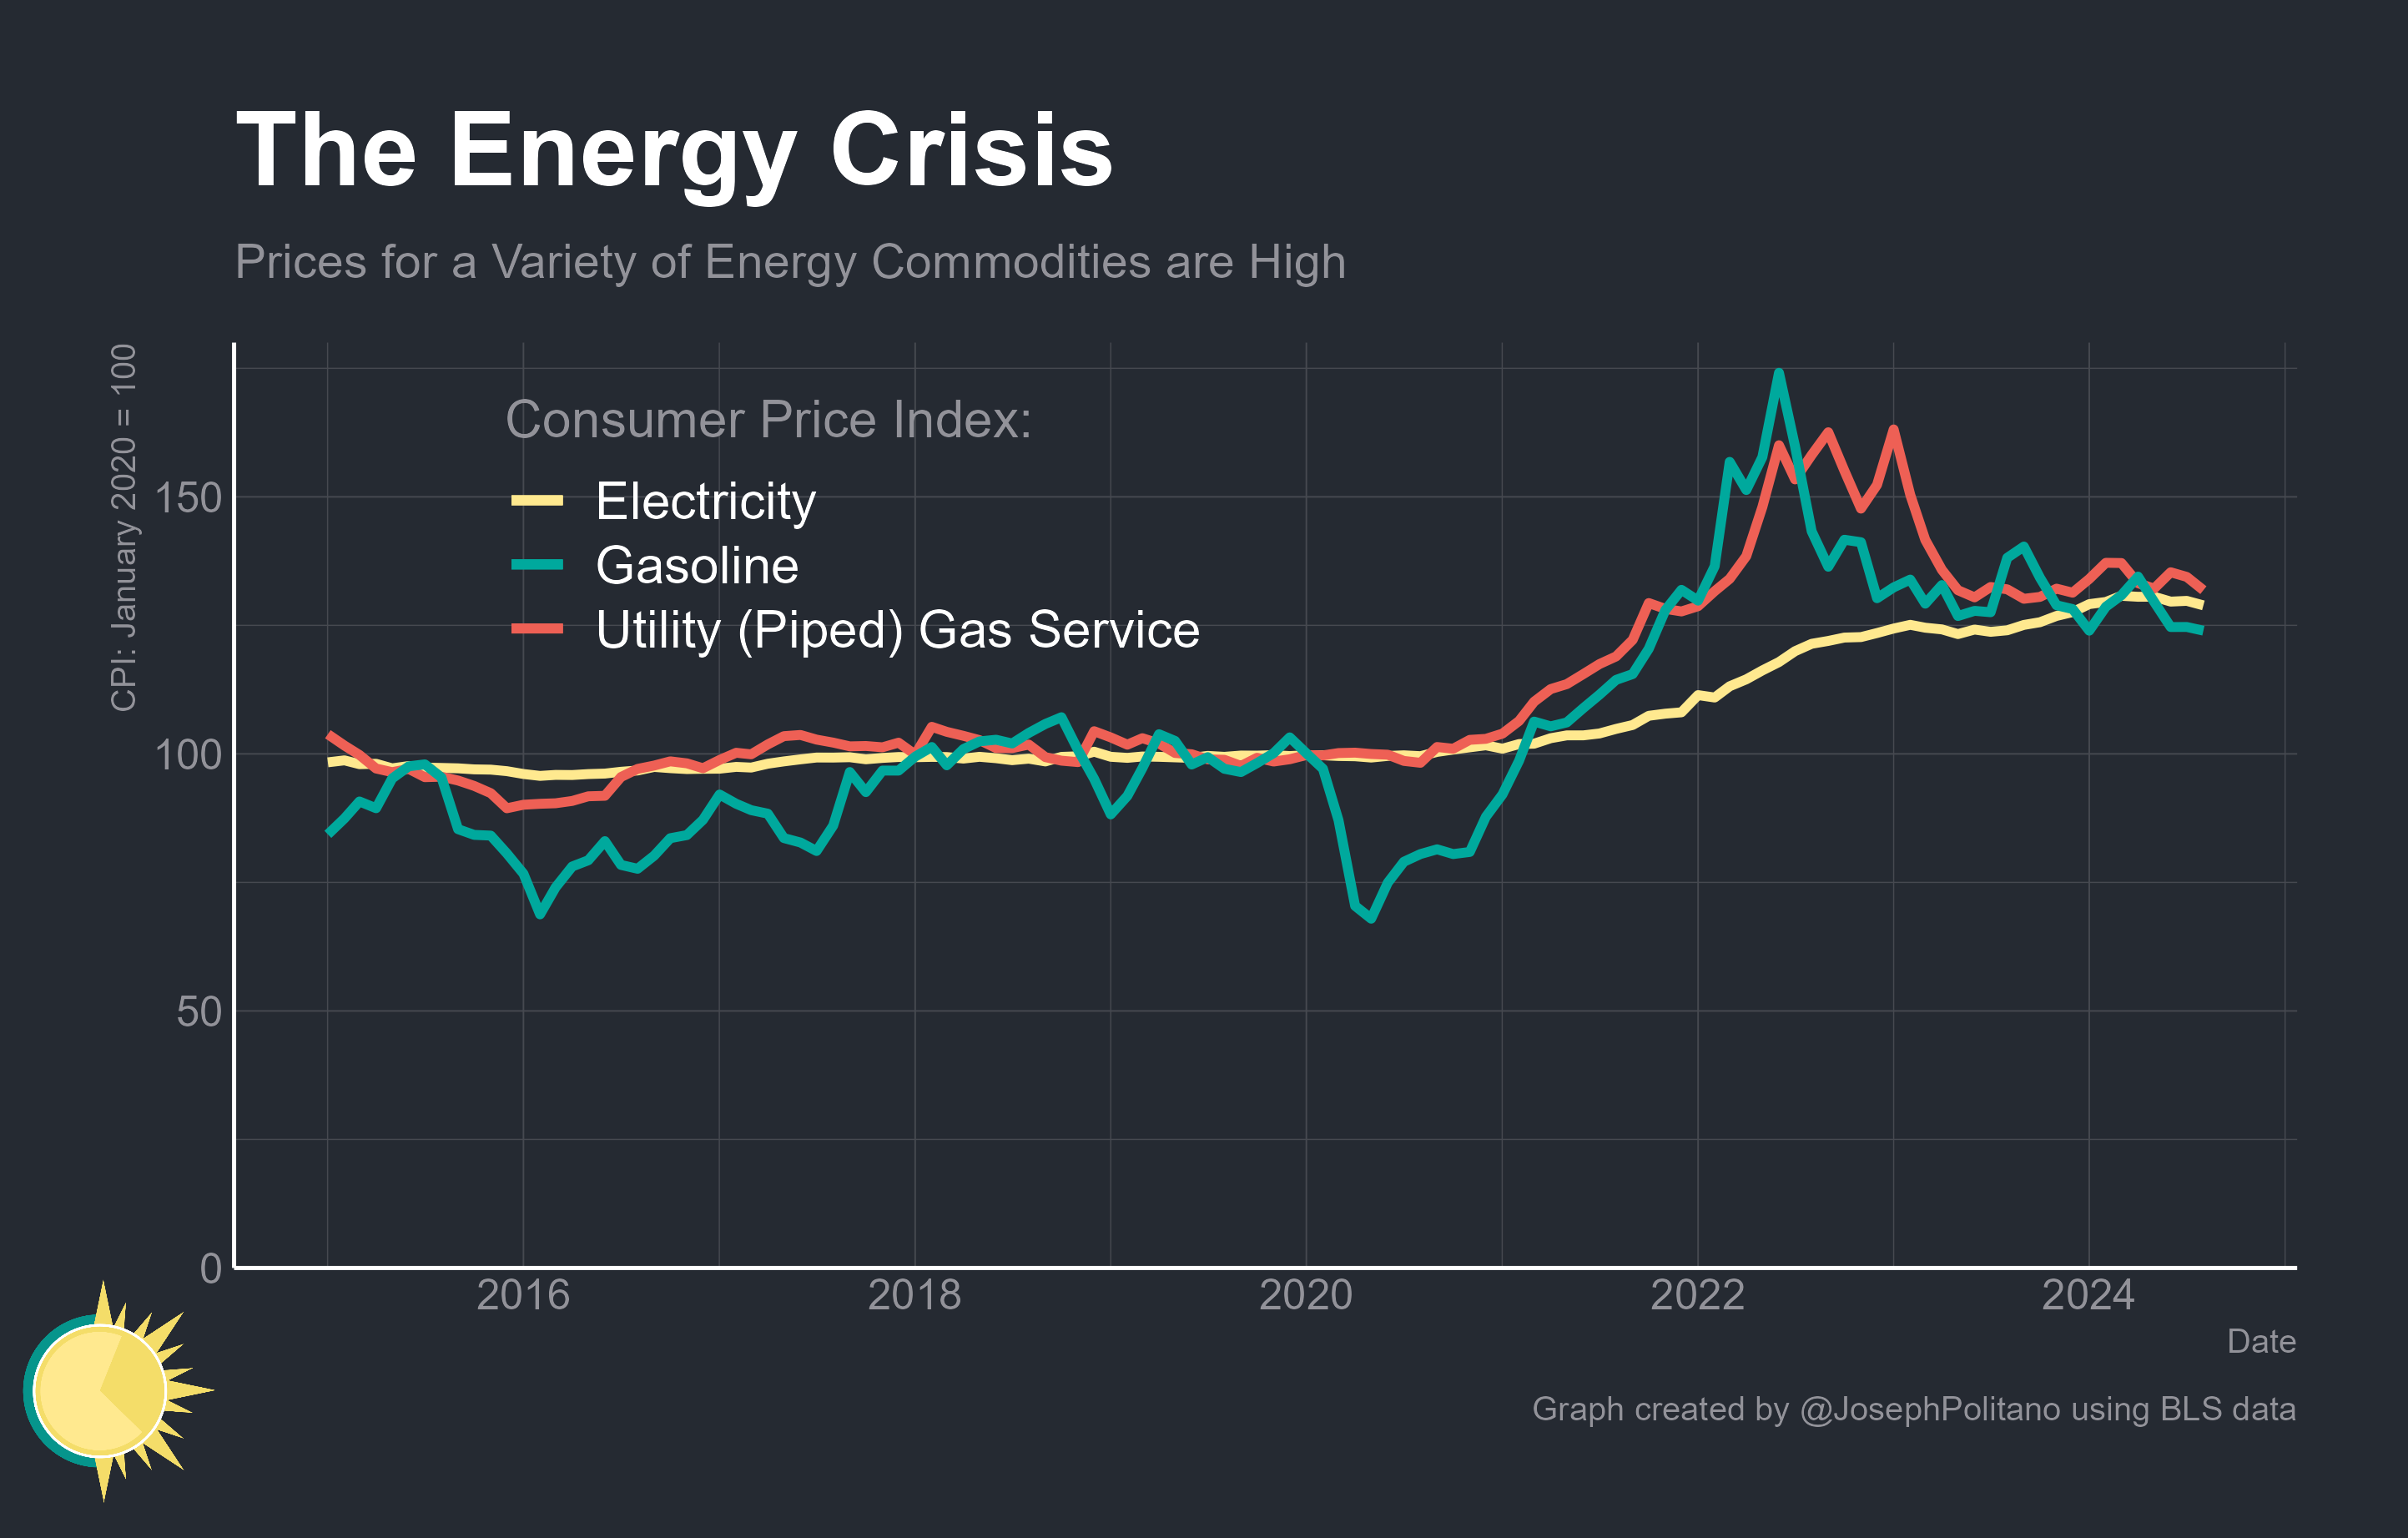 The Energy Crisis
Prices for a Variety of Energy Commodities are High
CPI: January 2020 = 100
Consumer Price Index:
Electricity
Gasoline
Utility (Piped) Gas Service
150
100
50
0
2016
2018
2020
2022
2024
Date
Graph created by @JosephPolitano using BLS data